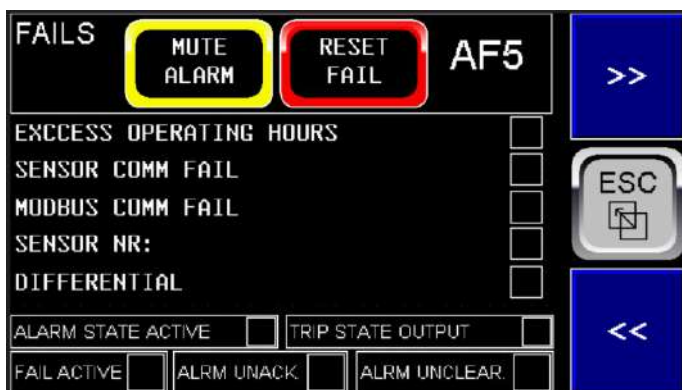 FAILS
MUTE
ALARM
RESET
FAIL
AF5
>>
EXCCESS OPERATING HOURS
SENSOR COMM FAIL
ESC
MODBUS COMM FAIL
SENSOR NR:
DIFFERENTIAL
ALARM STATE ACTIVE
TRIP STATE OUTPUT
<<
FAIL ACTIVE
ALRM UNACK.
ALRM UNCLEAR.